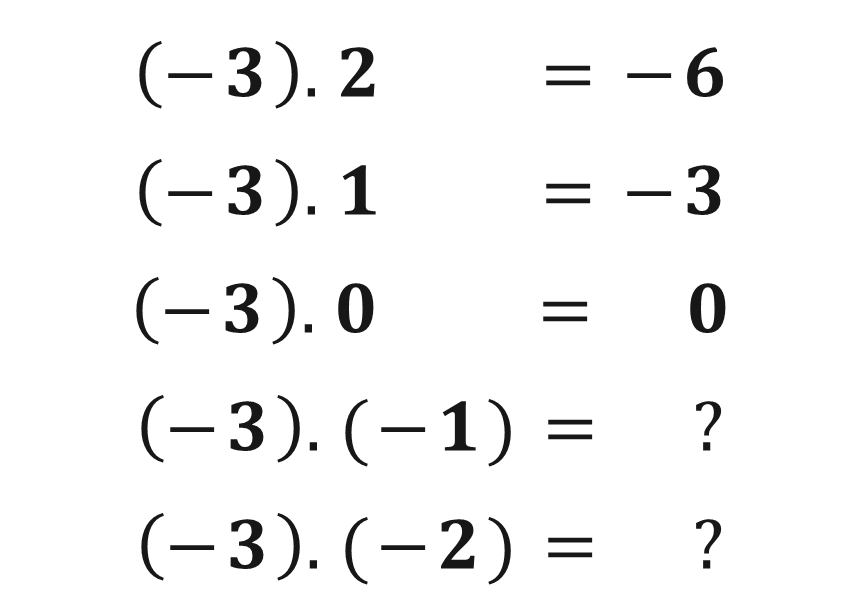 (−3). 2 = −6
(−3). 1 = −3
(−3). 0 = 0
(−3). (−1) = ?
(−3). (−2) = ?